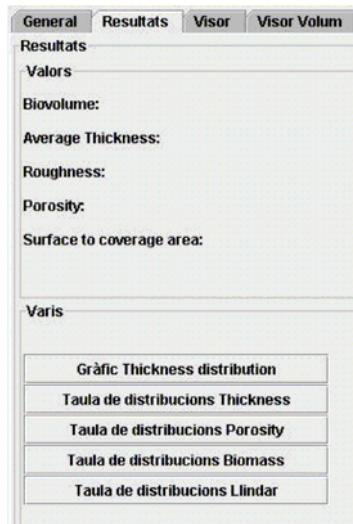 General Resultats Visor Visor Volum
Resultats
Valors
Biovolume:
Average Thickness:
Roughness:
Porosity:
Surface to coverage area:
Varis
Gràfic Thickness distribution
Taula de distribucions Thickness
Taula de distribucions Porosity
Taula de distribucions Biomass
Taula de distribucions Llindar